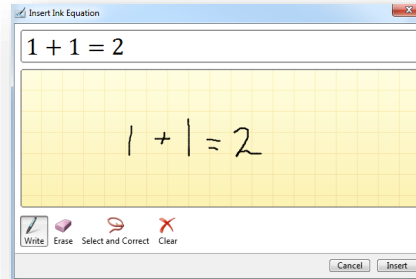 Insert Ink Equation
1 + 1 = 2
1 + 1 = 2
Write Erase Select and Correct Clear
Cancel Insert